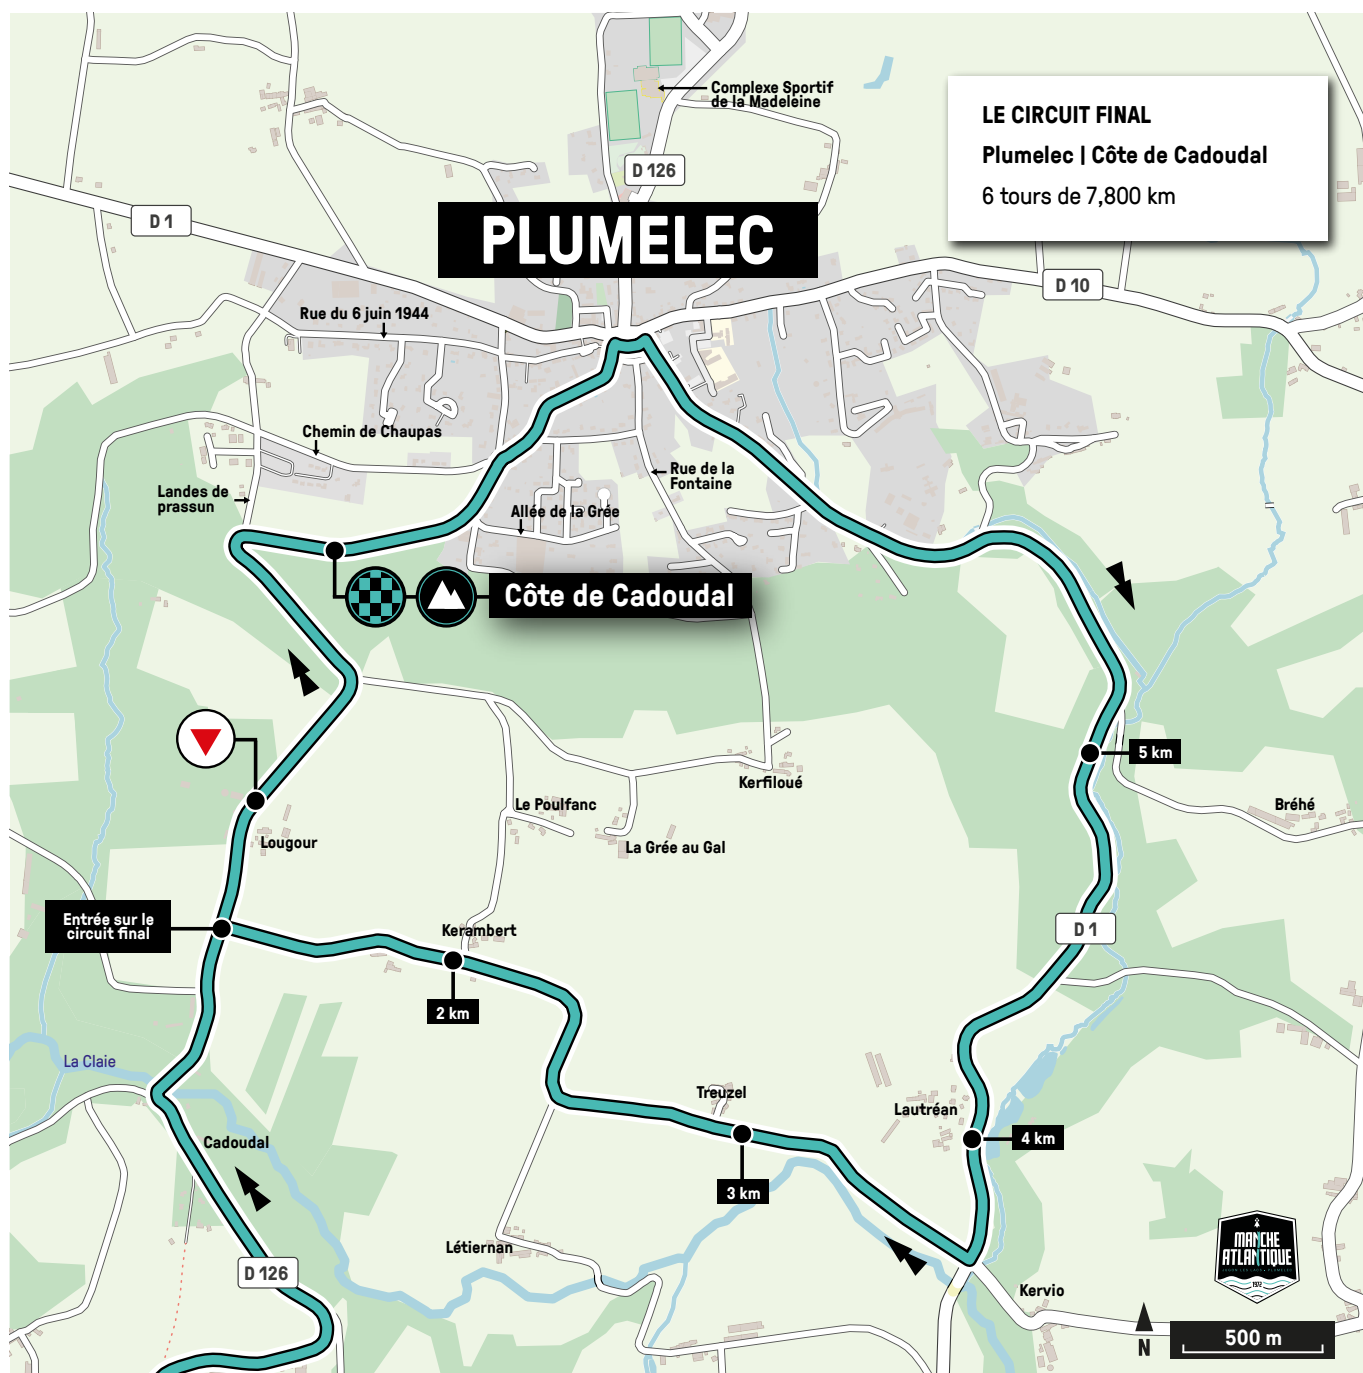 Complexe Sportif
de la Madeleine
LE CIRCUIT FINAL
Plumelec | Côte de Cadoudal
6 tours de 7,800 km
D 126
D 1
PLUMELEC
D 10
Rue du 6 juin 1944
Chemin de Chaupas
Rue de la
Fontaine
Landes de
prassun
Allée de la Grée
Côte de Cadoudal
5 km
Kerfiloué
Le Poulfanc
Bréhé
Lougour
La Grée au Gal
Entrée sur le
circuit final
Kerambert
D 1
2 km
La Claie
Treuzel
Lautréan
Cadoudal
4 km
3 km
MANCHE
ATLANTIQUE
Létiernan
D 126
Kervio
N
500 m